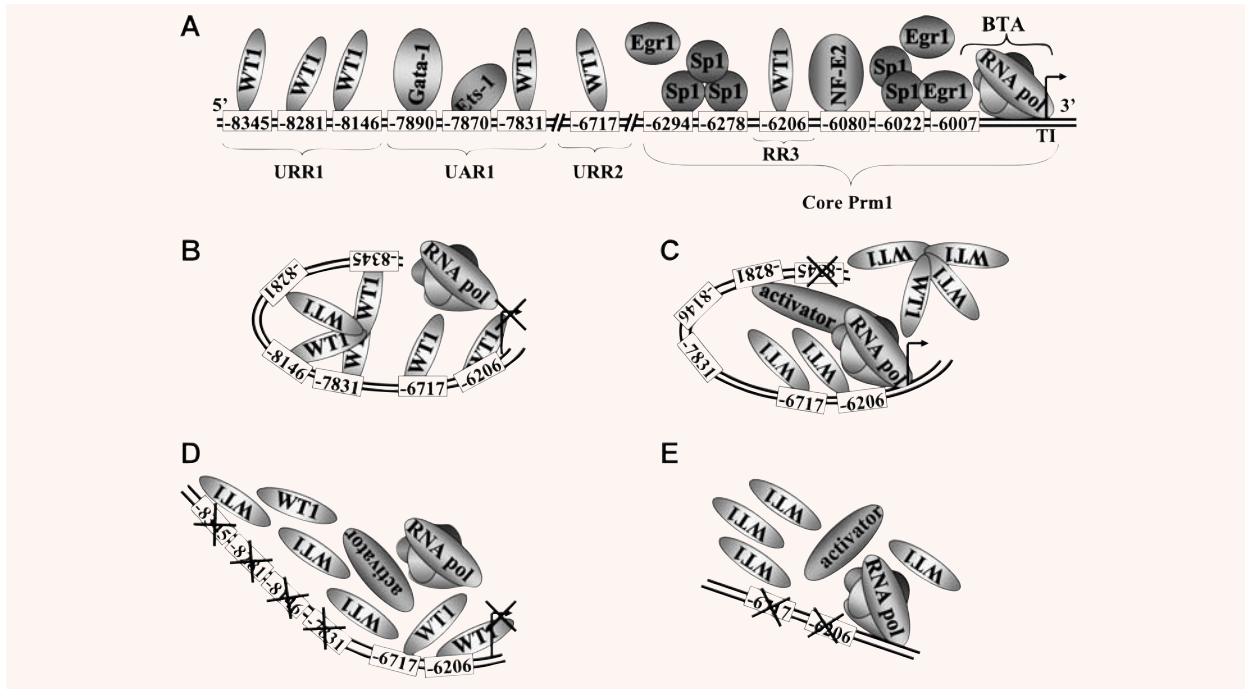 A
BTA
WT1 WT1 WT1 Gata-1 Ets-1 WT1 WT1 Egr1 Sp1 Sp1 Sp1 WT1 NF-E2 Sp1 Sp1 Egr1 Egr1 RNA pol
5' 3'
-8345 -8281 -8146 -7890 -7870 -7831 -6717 -6294 -6278 -6206 -6080 -6022 -6007
TI
URR1 UAR1 URR2 RR3
Core Prm1
B
-8345
-8281
-8146
-7831
-6717
-6206
WT1
WT1
WT1
WT1
WT1
RNA pol
C
-8281
-8146
-7831
-6717
-6206
-8345
activator
RNA pol
WT1
WT1
WT1
WT1
WT1
WT1
D
WT1
WT1
WT1
WT1
WT1
WT1
activator
RNA pol
-7831
-6717
-6206
E
WT1
WT1
WT1
WT1
activator
RNA pol
-6717
-6206